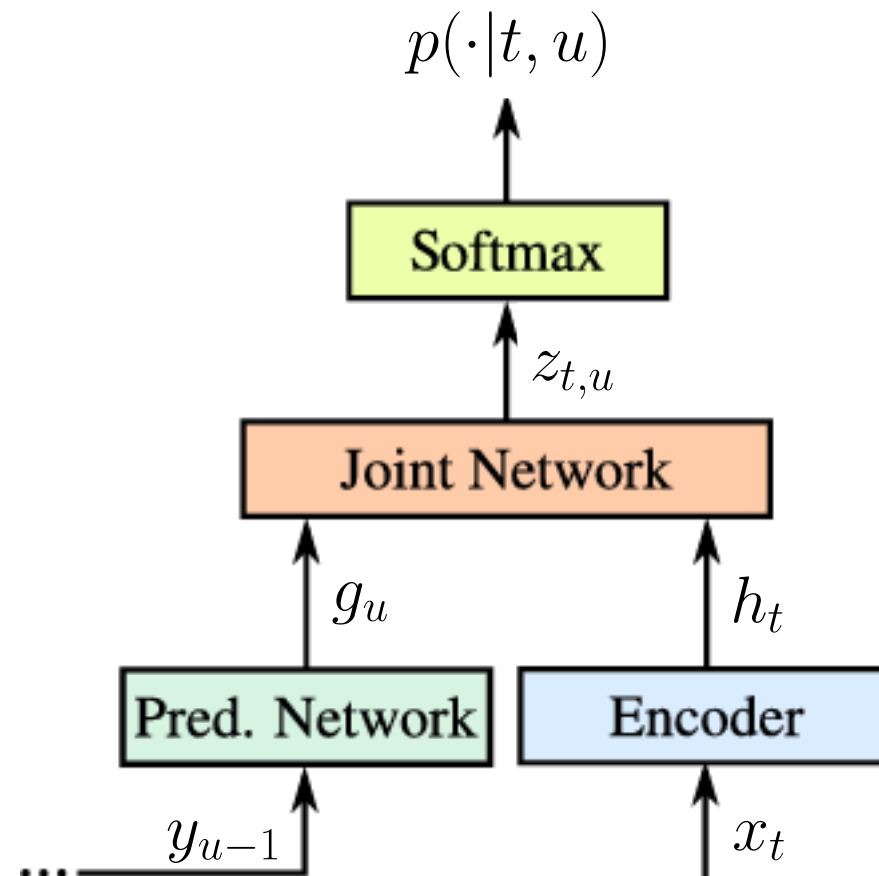 p(·|t, u)
Softmax
z_{t,u}
Joint Network
g_u h_t
Pred. Network Encoder
y_{u−1} x_t
...